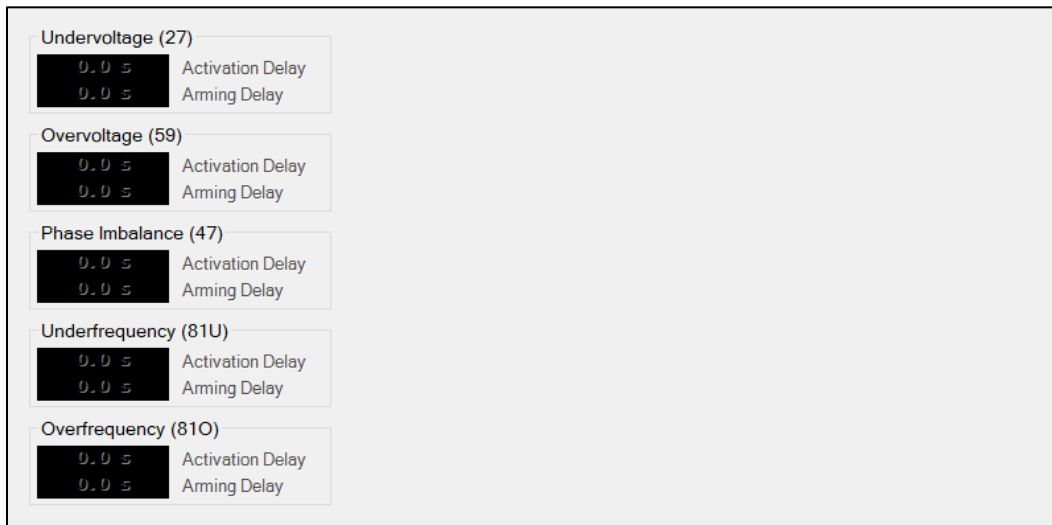 Undervoltage (27)
0.0 s Activation Delay
0.0 s Arming Delay
Overvoltage (59)
0.0 s Activation Delay
0.0 s Arming Delay
Phase Imbalance (47)
0.0 s Activation Delay
0.0 s Arming Delay
Underfrequency (81U)
0.0 s Activation Delay
0.0 s Arming Delay
Overfrequency (81O)
0.0 s Activation Delay
0.0 s Arming Delay